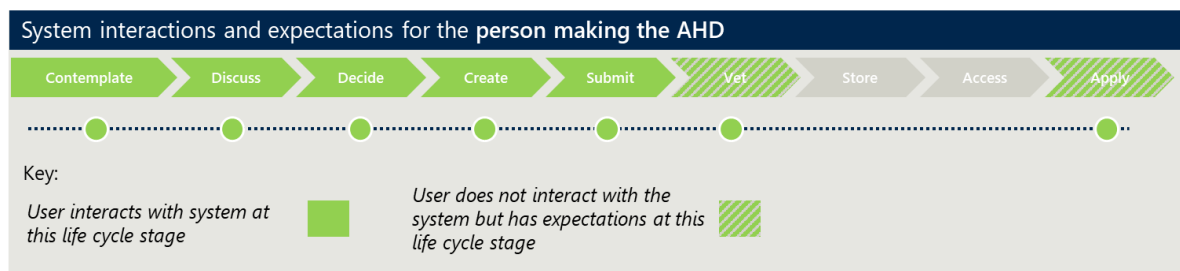 System interactions and expectations for the person making the AHD
Contemplate Discuss Decide Create Submit Vet Store Access Apply
Key:
User interacts with system at
this life cycle stage
User does not interact with the
system but has expectations at this
life cycle stage